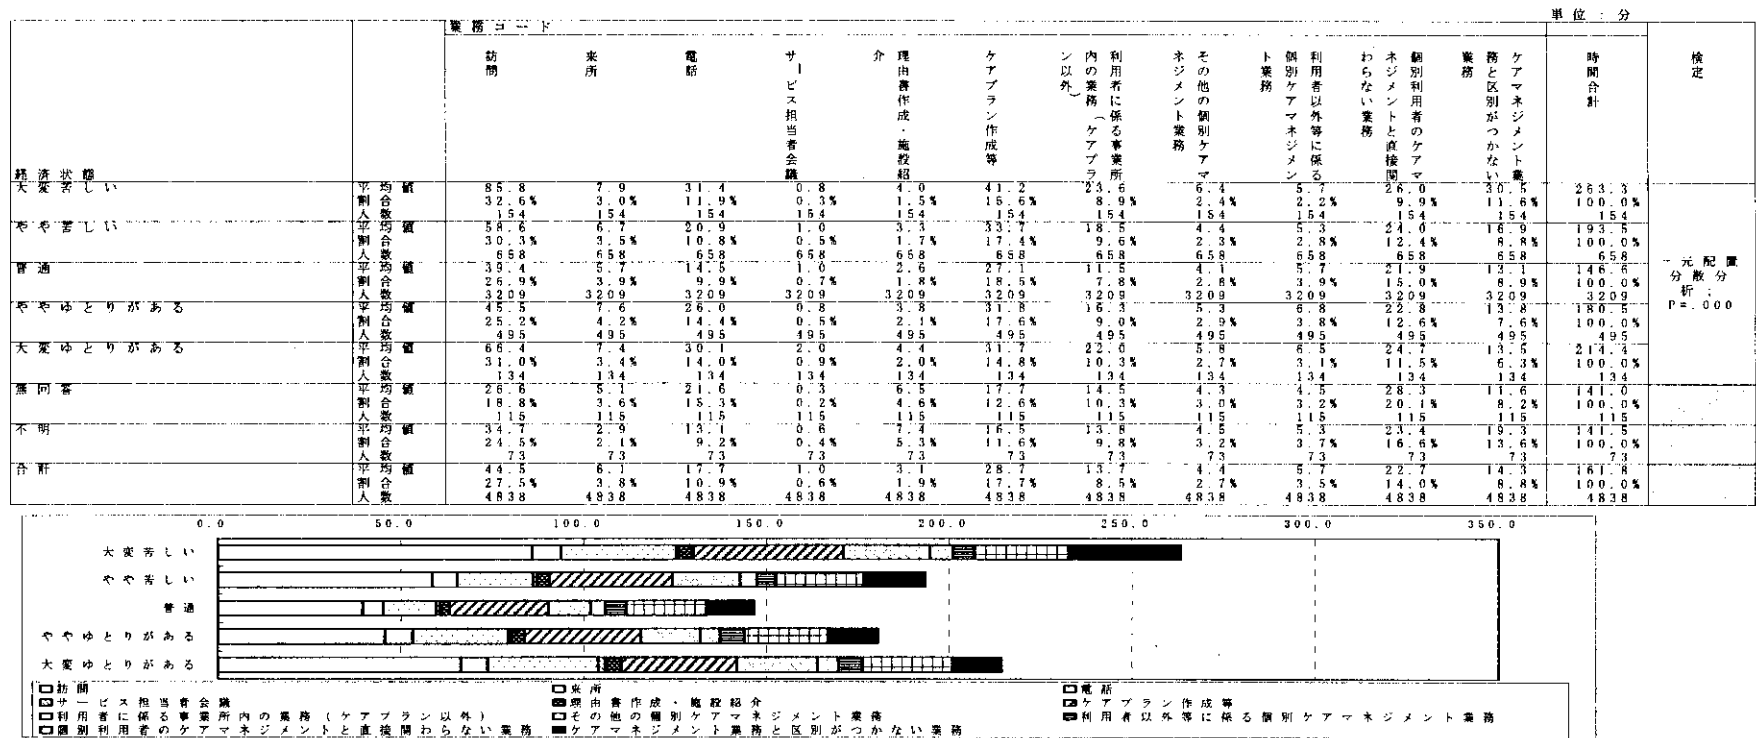 単位：分
業務コード
経済状態 訪問 来所 電話 サービス担当者会議 理由書作成・施設紹介 ケアプラン作成等 利用者に係る事業所内の業務（ケアプラン以外） その他の個別ケアマネジメント業務 利用者以外等に係る個別ケアマネジメント業務 個別利用者のケアマネジメントと直接関わらない業務 ケアマネジメント業務と区別がつかない業務 時間合計 検定
大変苦しい 平均値 85.8 7.9 31.4 0.8 4.0 41.2 23.6 6.4 5.7 26.0 30.5 263.3
割合 32.6% 3.0% 11.9% 0.3% 1.5% 15.6% 8.9% 2.4% 2.2% 9.9% 11.6% 100.0%
人数 154 154 154 154 154 154 154 154 154 154 154 154
やや苦しい 平均値 58.6 6.7 20.9 1.0 3.3 33.7 18.5 4.4 5.3 24.0 16.9 193.5
割合 30.3% 3.5% 10.8% 0.5% 1.7% 17.4% 9.6% 2.3% 2.8% 12.4% 8.8% 100.0%
人数 658 658 658 658 658 658 658 658 658 658 658 658
普通 平均値 39.4 5.7 14.5 1.0 2.6 27.1 11.5 4.1 5.7 21.9 13.1 146.6
割合 26.9% 3.9% 9.9% 0.7% 1.8% 18.5% 7.8% 2.8% 3.9% 15.0% 8.9% 100.0%
人数 3209 3209 3209 3209 3209 3209 3209 3209 3209 3209 3209 3209
一元配置分散分析； P=.000
ややゆとりがある 平均値 45.5 7.6 26.0 0.8 3.8 31.8 16.3 5.3 6.8 22.8 13.8 180.5
割合 25.2% 4.2% 14.4% 0.5% 2.1% 17.6% 9.0% 2.9% 3.8% 12.6% 7.6% 100.0%
人数 495 495 495 495 495 495 495 495 495 495 495 495
大変ゆとりがある 平均値 66.4 7.4 30.1 2.0 4.4 31.7 22.0 5.8 6.5 24.7 13.5 214.4
割合 31.0% 3.4% 14.0% 0.9% 2.0% 14.8% 10.3% 2.7% 3.1% 11.5% 6.3% 100.0%
人数 134 134 134 134 134 134 134 134 134 134 134 134
無回答 平均値 26.6 5.1 21.6 0.3 6.5 17.7 14.5 4.3 4.5 28.3 11.6 141.0
割合 18.8% 3.6% 15.3% 0.2% 4.6% 12.6% 10.3% 3.0% 3.2% 20.1% 8.2% 100.0%
人数 115 115 115 115 115 115 115 115 115 115 115 115
不明 平均値 34.7 2.9 13.1 0.6 7.4 16.5 13.8 4.5 5.3 23.4 19.3 141.5
割合 24.5% 2.1% 9.2% 0.4% 5.3% 11.6% 9.8% 3.2% 3.7% 16.6% 13.6% 100.0%
人数 73 73 73 73 73 73 73 73 73 73 73 73
合計 平均値 44.5 6.1 17.7 1.0 3.1 28.7 13.7 4.4 5.7 22.7 14.3 161.8
割合 27.5% 3.8% 10.9% 0.6% 1.9% 17.7% 8.5% 2.7% 3.5% 14.0% 8.8% 100.0%
人数 4838 4838 4838 4838 4838 4838 4838 4838 4838 4838 4838 4838
0.0 50.0 100.0 150.0 200.0 250.0 300.0 350.0
大変苦しい
やや苦しい
普通
ややゆとりがある
大変ゆとりがある
訪問 来所 電話
サービス担当者会議 理由書作成・施設紹介 ケアプラン作成等
利用者に係る事業所内の業務（ケアプラン以外） その他の個別ケアマネジメント業務 利用者以外等に係る個別ケアマネジメント業務
個別利用者のケアマネジメントと直接関わらない業務 ケアマネジメント業務と区別がつかない業務